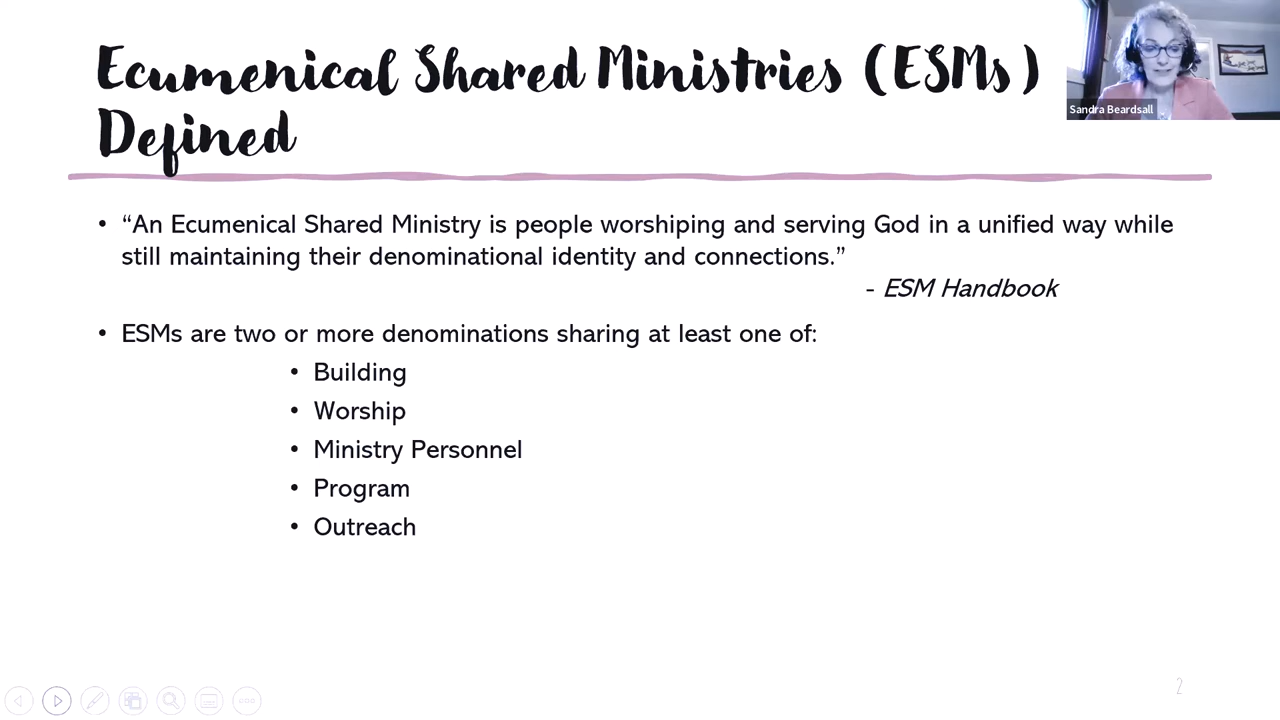 Ecumenical Shared Ministries (ESMs)
Defined
Sandra Beardsall
• “An Ecumenical Shared Ministry is people worshiping and serving God in a unified way while
still maintaining their denominational identity and connections.”
- ESM Handbook
• ESMs are two or more denominations sharing at least one of:
• Building
• Worship
• Ministry Personnel
• Program
• Outreach
2